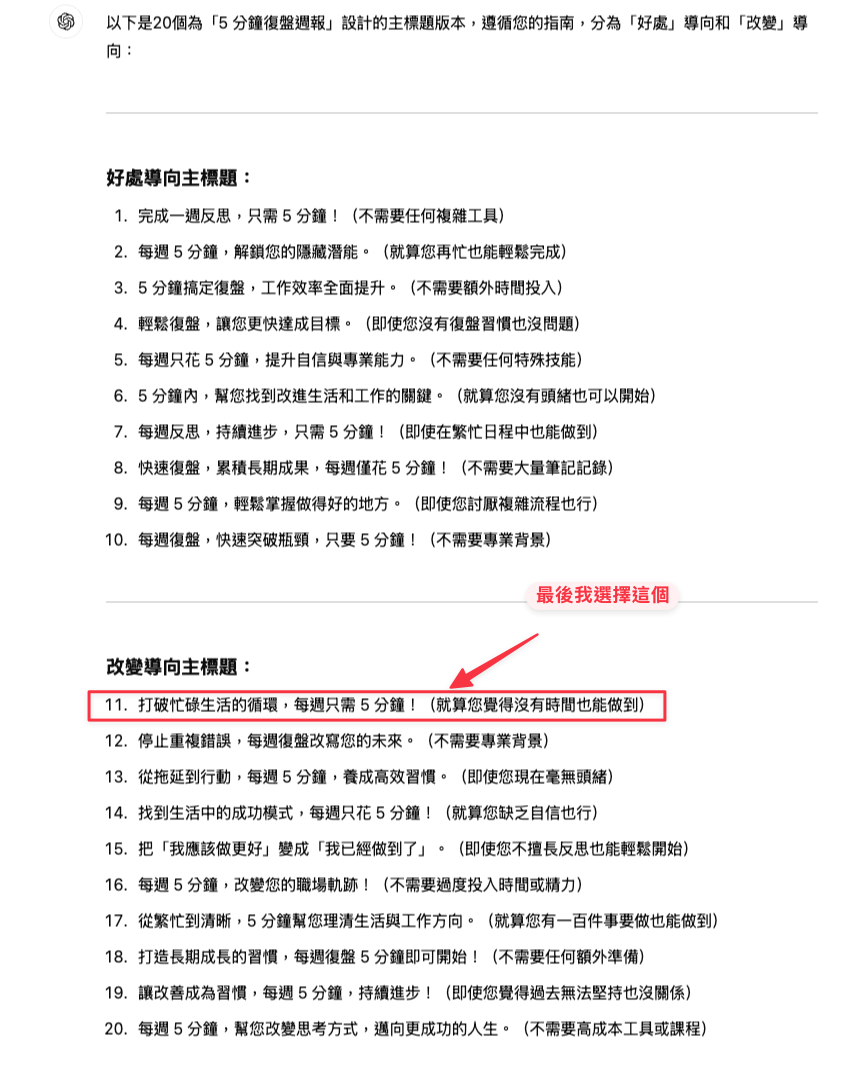 以下是20個為「5 分鐘復盤週報」設計的主標題版本，遵循您的指南，分為「好處」導向和「改變」導
向：
好處導向主標題：
1. 完成一週反思，只需 5 分鐘！（不需要任何複雜工具）
2. 每週 5 分鐘，解鎖您的隱藏潛能。（就算您再忙也能輕鬆完成）
3. 5 分鐘搞定復盤，工作效率全面提升。（不需要額外時間投入）
4. 輕鬆復盤，讓您更快達成目標。（即使您沒有復盤習慣也沒問題）
5. 每週只花 5 分鐘，提升自信與專業能力。（不需要任何特殊技能）
6. 5 分鐘內，幫您找到改進生活和工作的關鍵。（就算您沒有頭緒也可以開始）
7. 每週反思，持續進步，只需 5 分鐘！（即使在繁忙日程中也能做到）
8. 快速復盤，累積長期成果，每週僅花 5 分鐘！（不需要大量筆記記錄）
9. 每週 5 分鐘，輕鬆掌握做得好的地方。（即使您討厭複雜流程也行）
10. 每週復盤，快速突破瓶頸，只要 5 分鐘！（不需要專業背景）
最後我選擇這個
改變導向主標題：
11. 打破忙碌生活的循環，每週只需 5 分鐘！（就算您覺得沒有時間也能做到）
12. 停止重複錯誤，每週復盤改寫您的未來。（不需要專業背景）
13. 從拖延到行動，每週 5 分鐘，養成高效習慣。（即使您現在毫無頭緒）
14. 找到生活中的成功模式，每週只花 5 分鐘！（就算您缺乏自信也行）
15. 把「我應該做更好」變成「我已經做到了」。（即使您不擅長反思也能輕鬆開始）
16. 每週 5 分鐘，改變您的職場軌跡！（不需要過度投入時間或精力）
17. 從繁忙到清晰，5 分鐘幫您理清生活與工作方向。（就算您有一百件事要做也能做到）
18. 打造長期成長的習慣，每週復盤 5 分鐘即可開始！（不需要任何額外準備）
19. 讓改善成為習慣，每週 5 分鐘，持續進步！（即使您覺得過去無法堅持也沒關係）
20. 每週 5 分鐘，幫您改變思考方式，邁向更成功的人生。（不需要高成本工具或課程）